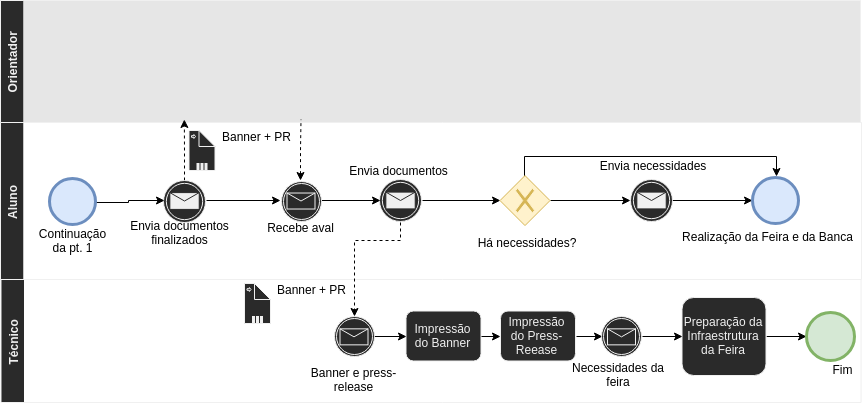 Orientador
Banner + PR
Envia documentos
Envia necessidades
Aluno
Continuação
da pt. 1
Envia documentos
finalizados
Recebe aval
Há necessidades?
Realização da Feira e da Banca
Técnico
Banner + PR
Banner e press-
release
Impressão
do Banner
Impressão
do Press-
Reease
Necessidades da
feira
Preparação da
Infraestrutura
da Feira
Fim